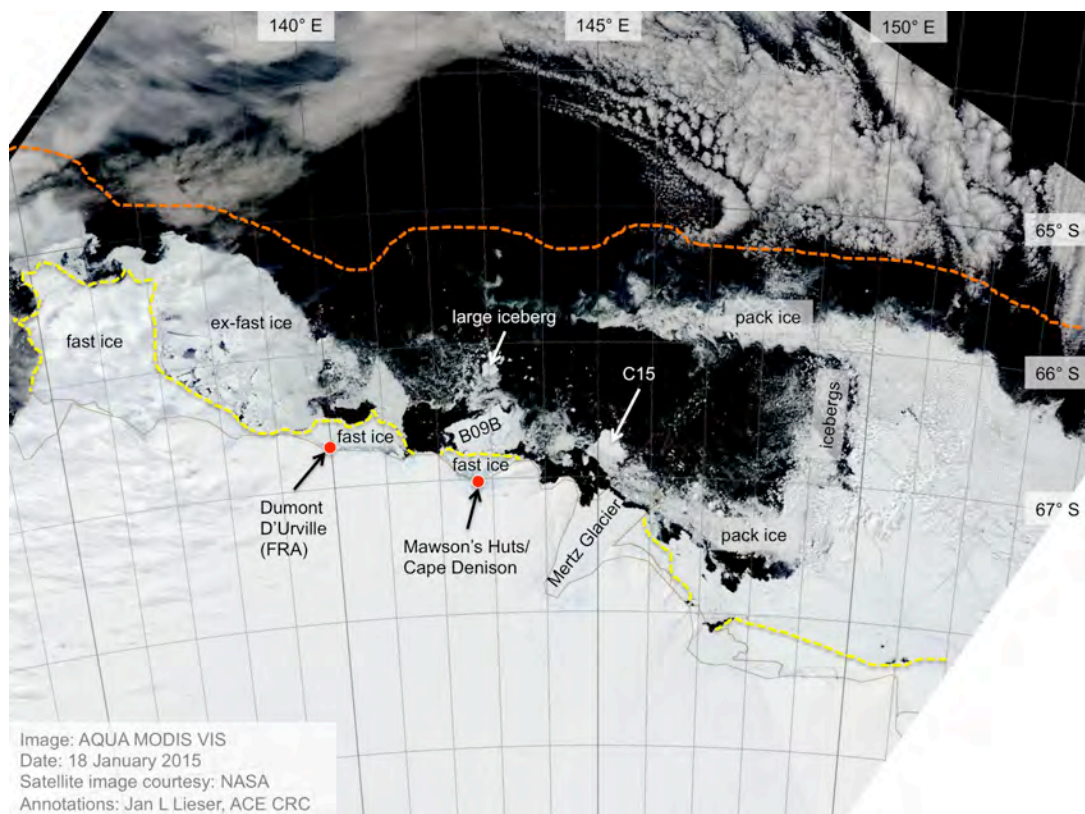 140° E
145° E
150° E
65° S
large iceberg
ex-fast ice
pack ice
fast ice
66° S
C15
icebergs
B09B
fast ice
fast ice
67° S
Dumont
D'Urville
(FRA)
Mawson's Huts/
Cape Denison
Mertz Glacier
pack ice
Image: AQUA MODIS VIS
Date: 18 January 2015
Satellite image courtesy: NASA
Annotations: Jan L Lieser, ACE CRC